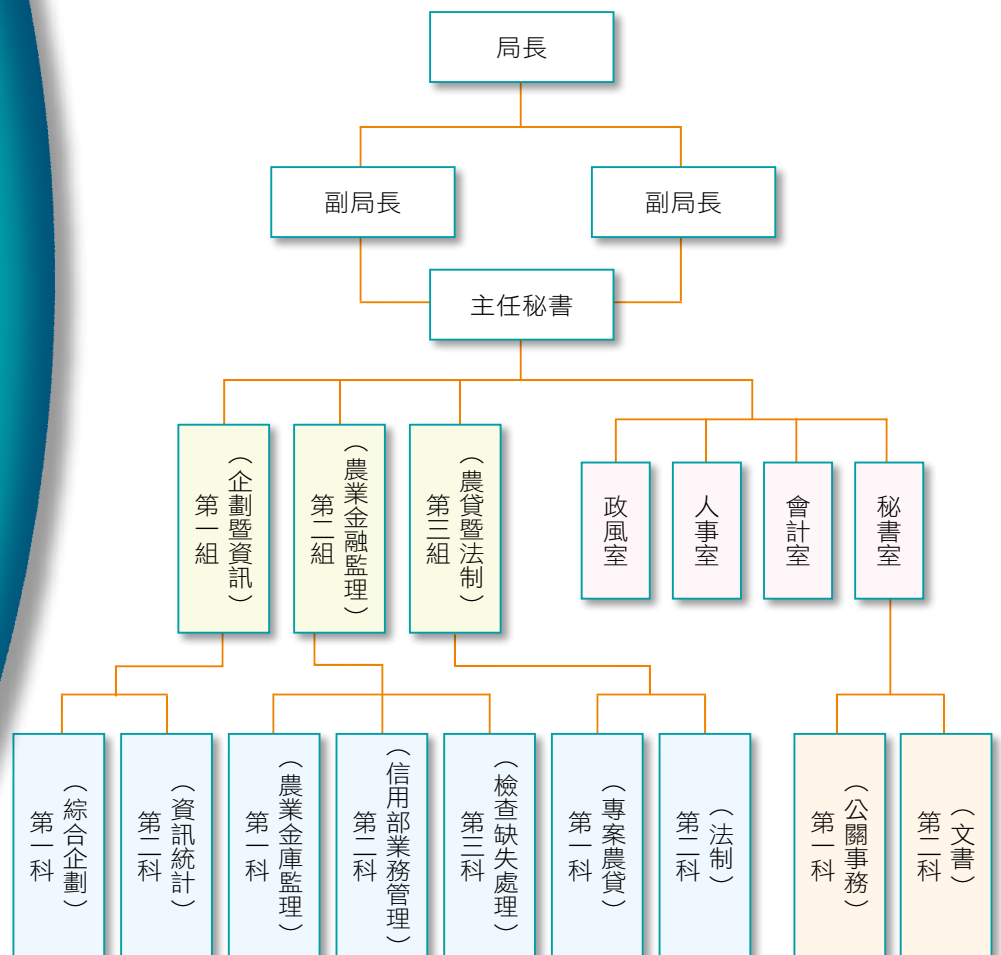 局長
副局長
副局長
主任秘書
第一組
（企劃暨資訊）
第二組
（農業金融監理）
第三組
（農貸暨法制）
政風室
人事室
會計室
秘書室
第一科
（綜合企劃）
第二科
（資訊統計）
第一科
（農業金庫監理）
第二科
（信用部業務管理）
第三科
（檢查缺失處理）
第一科
（專案農貸）
第二科
（法制）
第一科
（公關事務）
第二科
（文書）